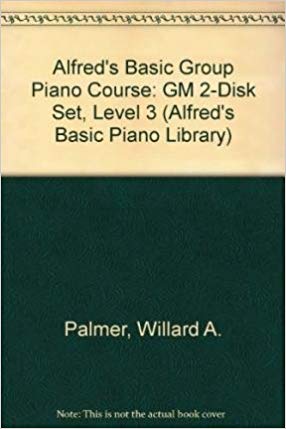 Alfred's Basic Group
Piano Course: GM 2-Disk
Set, Level 3 (Alfred's
Basic Piano Library)
Palmer, Willard A.
Note: This is not the actual book cover